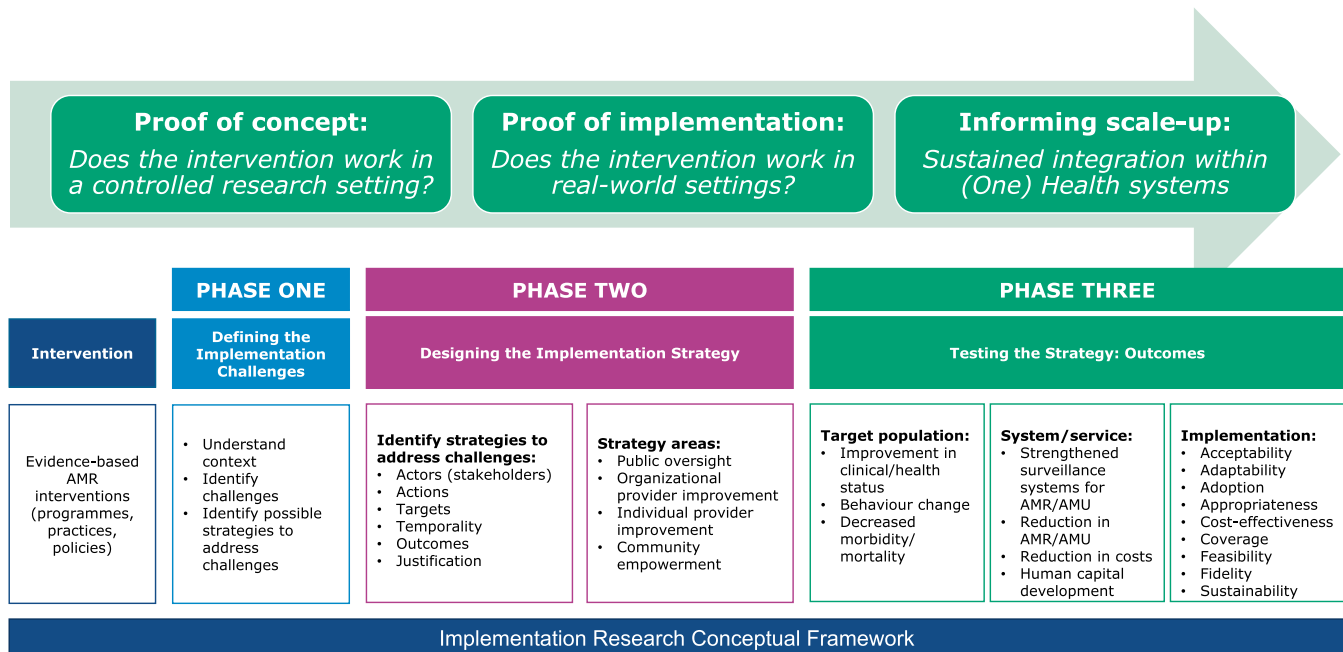 Proof of concept:
Does the intervention work in
a controlled research setting?
Proof of implementation:
Does the intervention work in
real-world settings?
Informing scale-up:
Sustained integration within
(One) Health systems
PHASE ONE
PHASE TWO
PHASE THREE
Intervention
Defining the
Implementation
Challenges
Designing the Implementation Strategy
Testing the Strategy: Outcomes
Evidence-based
AMR
interventions
(programmes,
practices,
policies)
• Understand
context
• Identify
challenges
• Identify possible
strategies to
address
challenges
Identify strategies to
address challenges:
• Actors (stakeholders)
• Actions
• Targets
• Temporality
• Outcomes
• Justification
Strategy areas:
• Public oversight
• Organizational
provider improvement
• Individual provider
improvement
• Community
empowerment
Target population:
• Improvement in
clinical/health
status
• Behaviour change
• Decreased
morbidity/
mortality
System/service:
• Strengthened
surveillance
systems for
AMR/AMU
• Reduction in
AMR/AMU
• Reduction in costs
• Human capital
development
Implementation:
• Acceptability
• Adaptability
• Adoption
• Appropriateness
• Cost-effectiveness
• Coverage
• Feasibility
• Fidelity
• Sustainability
Implementation Research Conceptual Framework